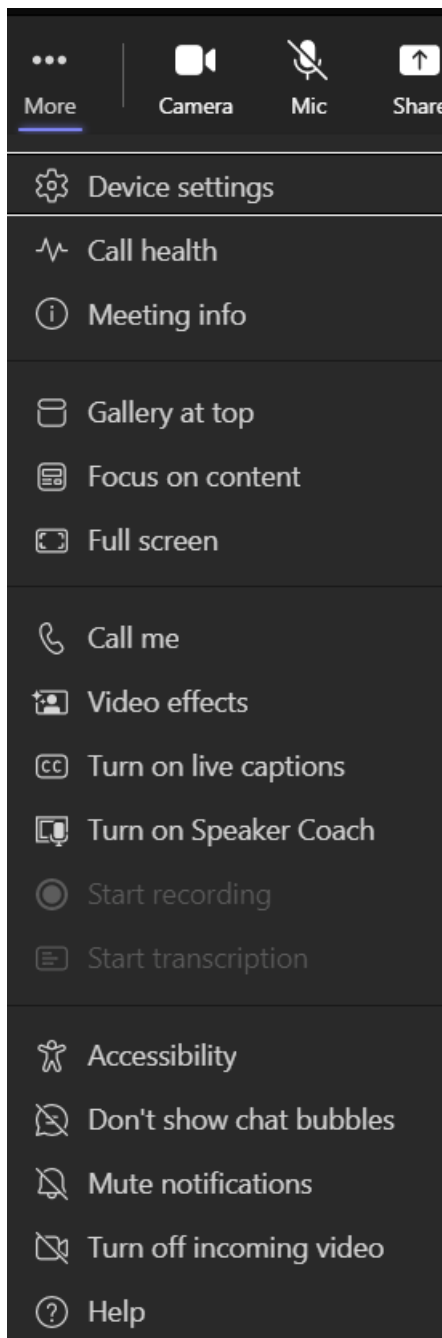 More Camera Mic Share
Device settings
Call health
Meeting info
Gallery at top
Focus on content
Full screen
Call me
Video effects
CC Turn on live captions
Turn on Speaker Coach
Start recording
Start transcription
Accessibility
Don't show chat bubbles
Mute notifications
Turn off incoming video
Help